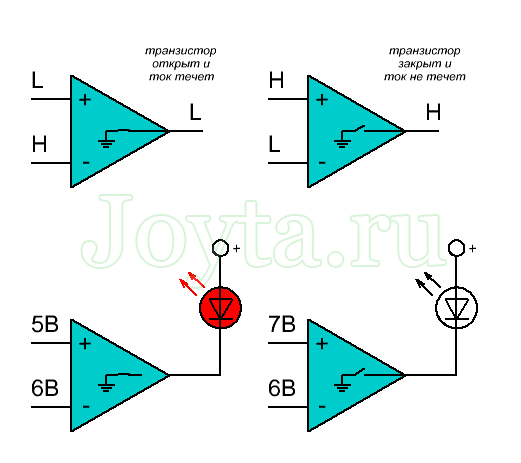 транзистор
открыт и
ток течет
транзистор
закрыт и
ток не течет
L
+
H
-
L
H
+
L
-
H
Joyta.ru
+
5В
+
6В
-
+
7В
+
6В
-